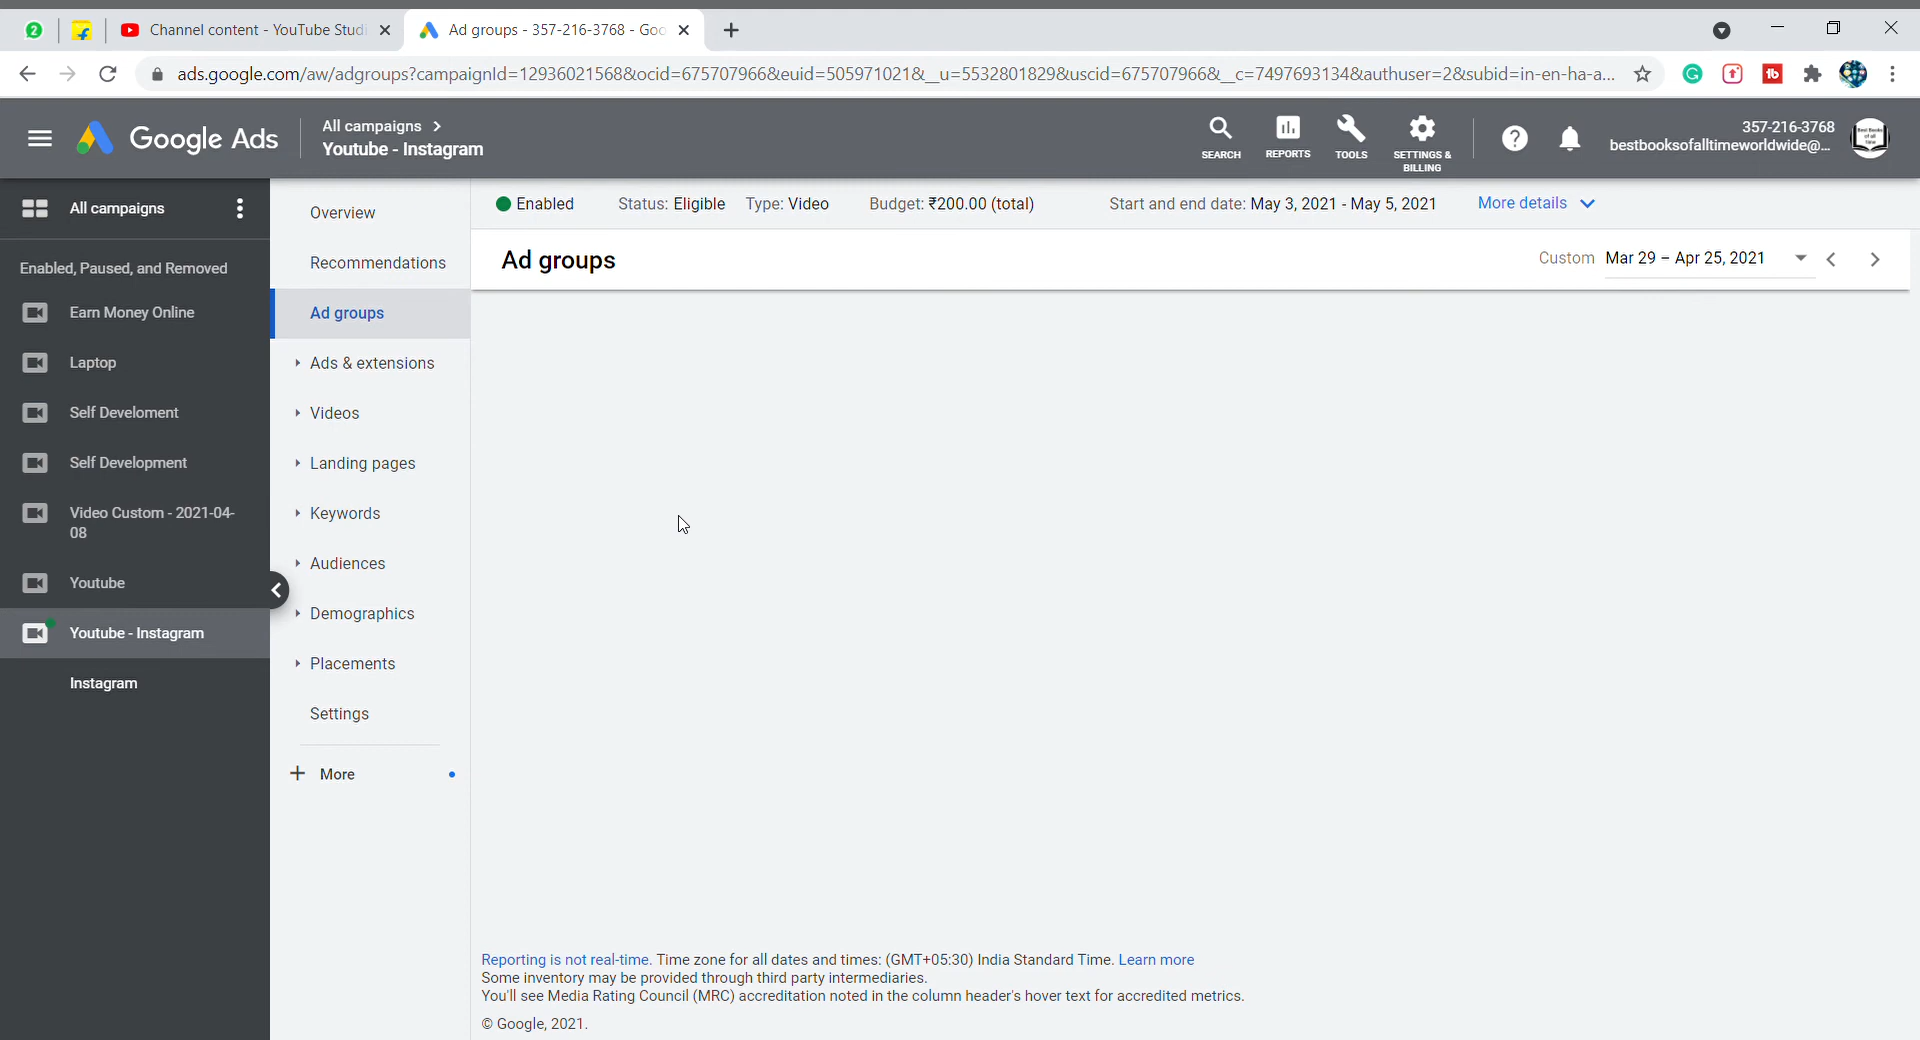 2
Channel content - YouTube Studi
Ad groups - 357-216-3768 - Goo
ads.google.com/aw/adgroups?campaignId=12936021568&ocid=675707966&euid=505971021&__u=5532801829&uscid=675707966&__c=7497693134&authuser=2&subid=in-en-ha-a...
Google Ads
All campaigns >
Youtube - Instagram
SEARCH
REPORTS
TOOLS
SETTINGS &
BILLING
357-216-3768
bestbooksofalltimeworldwide@...
All campaigns
Enabled, Paused, and Removed
Earn Money Online
Laptop
Self Develoment
Self Development
Video Custom - 2021-04-
08
Youtube
Youtube - Instagram
Instagram
Overview
Recommendations
Ad groups
Ads & extensions
Videos
Landing pages
Keywords
Audiences
Demographics
Placements
Settings
More
Enabled Status: Eligible Type: Video Budget: ₹200.00 (total) Start and end date: May 3, 2021 - May 5, 2021 More details
Ad groups
Custom Mar 29 – Apr 25, 2021
Reporting is not real-time. Time zone for all dates and times: (GMT+05:30) India Standard Time. Learn more
Some inventory may be provided through third party intermediaries.
You'll see Media Rating Council (MRC) accreditation noted in the column header's hover text for accredited metrics.
© Google, 2021.